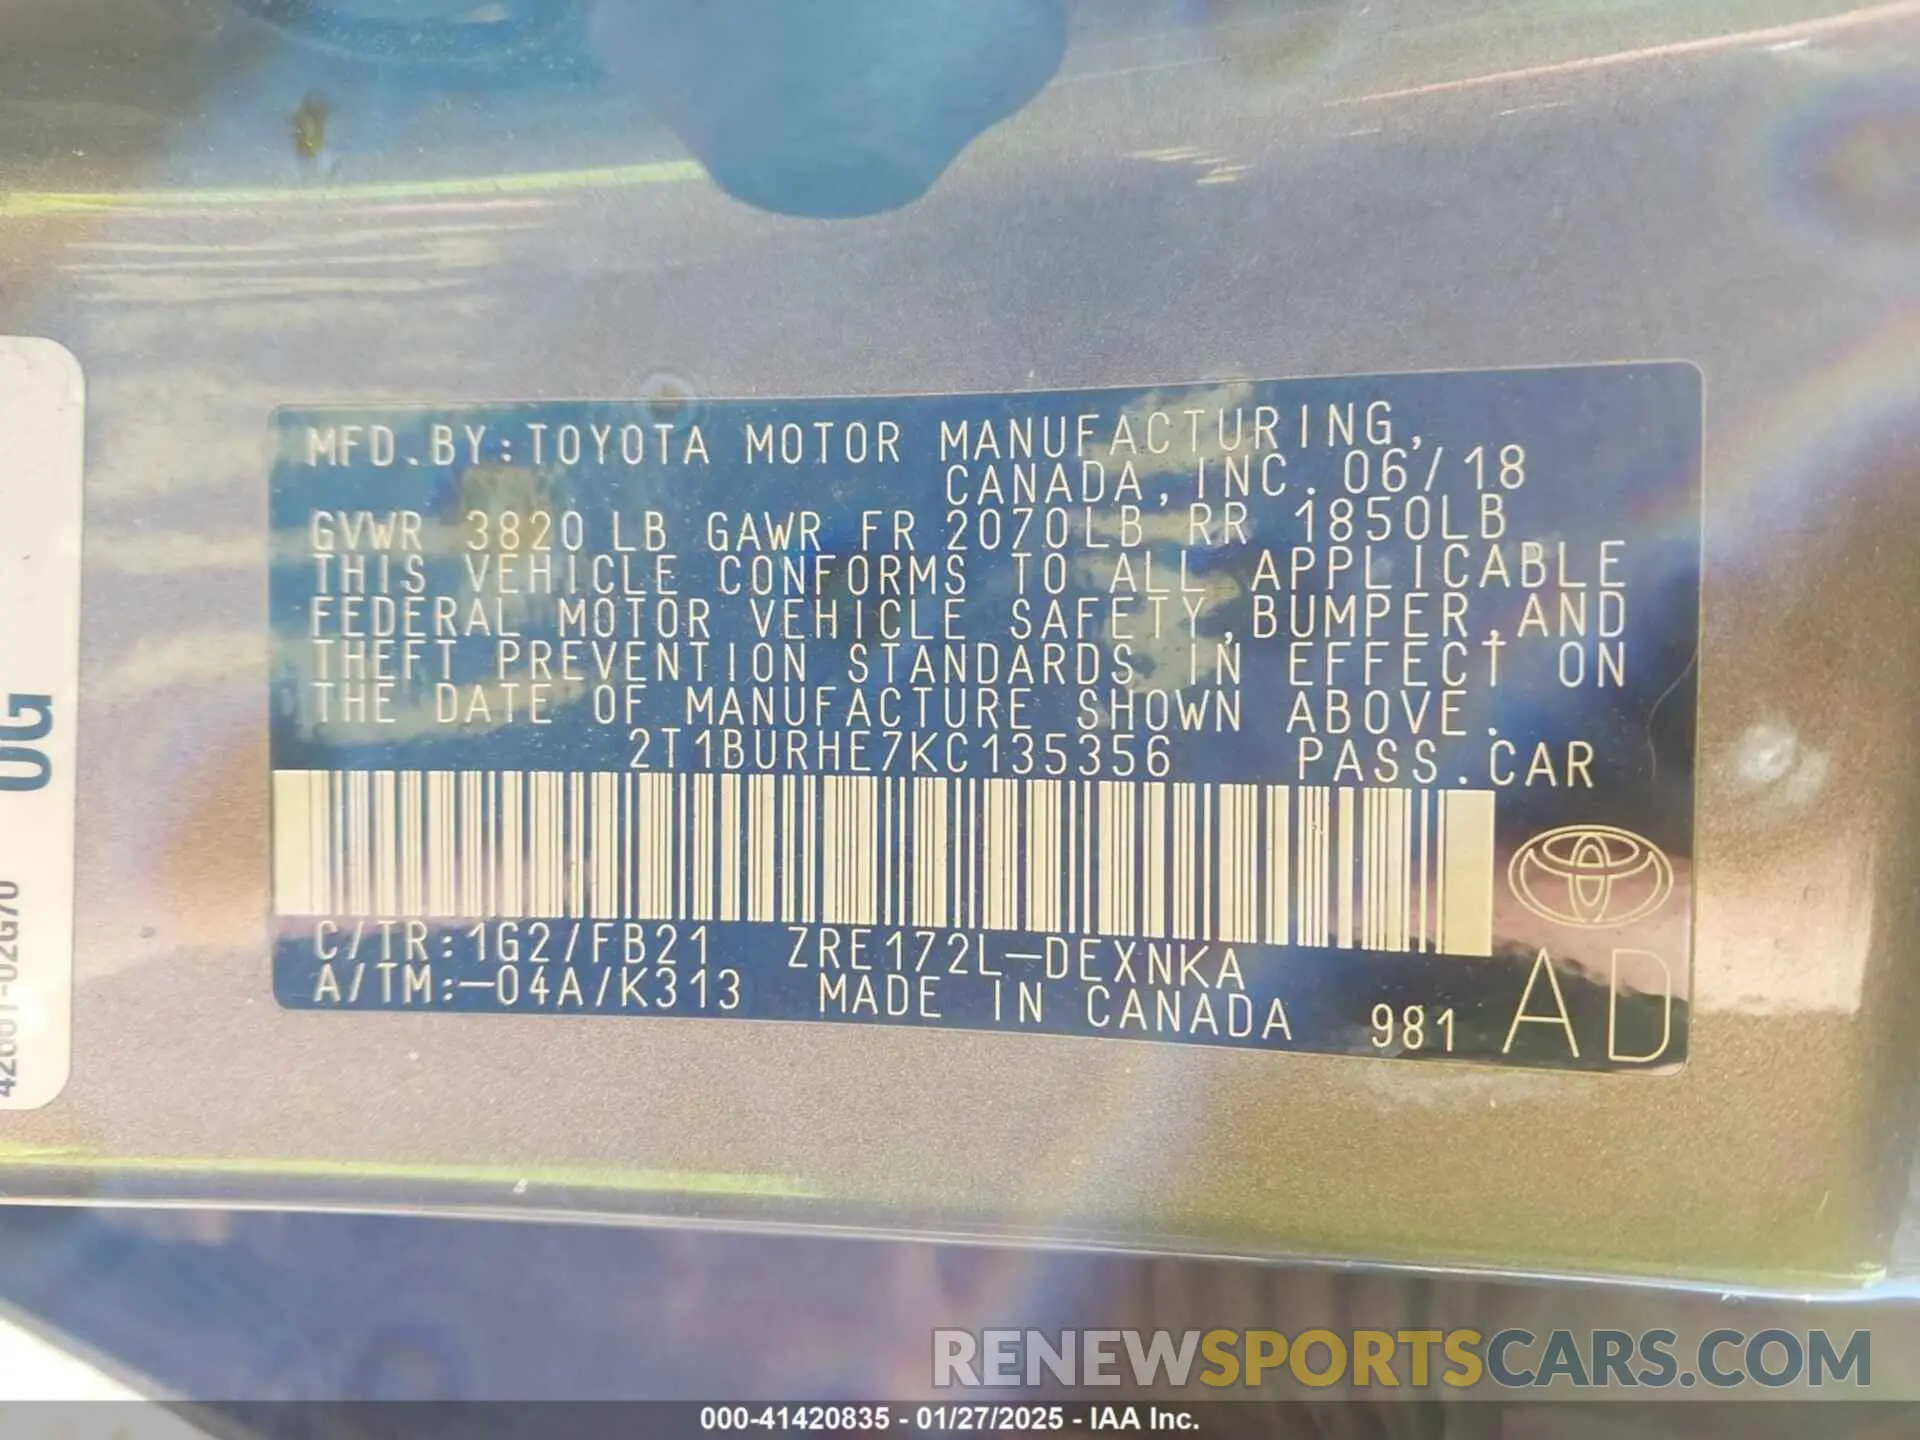 MFD.BY:TOYOTA MOTOR MANUFACTURING,
CANADA,INC. 06/18
GVWR 3820 LB GAWR FR 2070LB RR 1850LB
THIS VEHICLE CONFORMS TO ALL APPLICABLE
FEDERAL MOTOR VEHICLE SAFETY,BUMPER,AND
THEFT PREVENTION STANDARDS IN EFFECT ON
THE DATE OF MANUFACTURE SHOWN ABOVE.
2T1BURHE7KC135356 PASS.CAR
C/TR:1G2/FB21 ZRE172L-DEXNKA
A/TM:-04A/K313 MADE IN CANADA 981 AD
0G
RENEWSPORTSCARS.COM
000-41420835 - 01/27/2025 - IAA Inc.